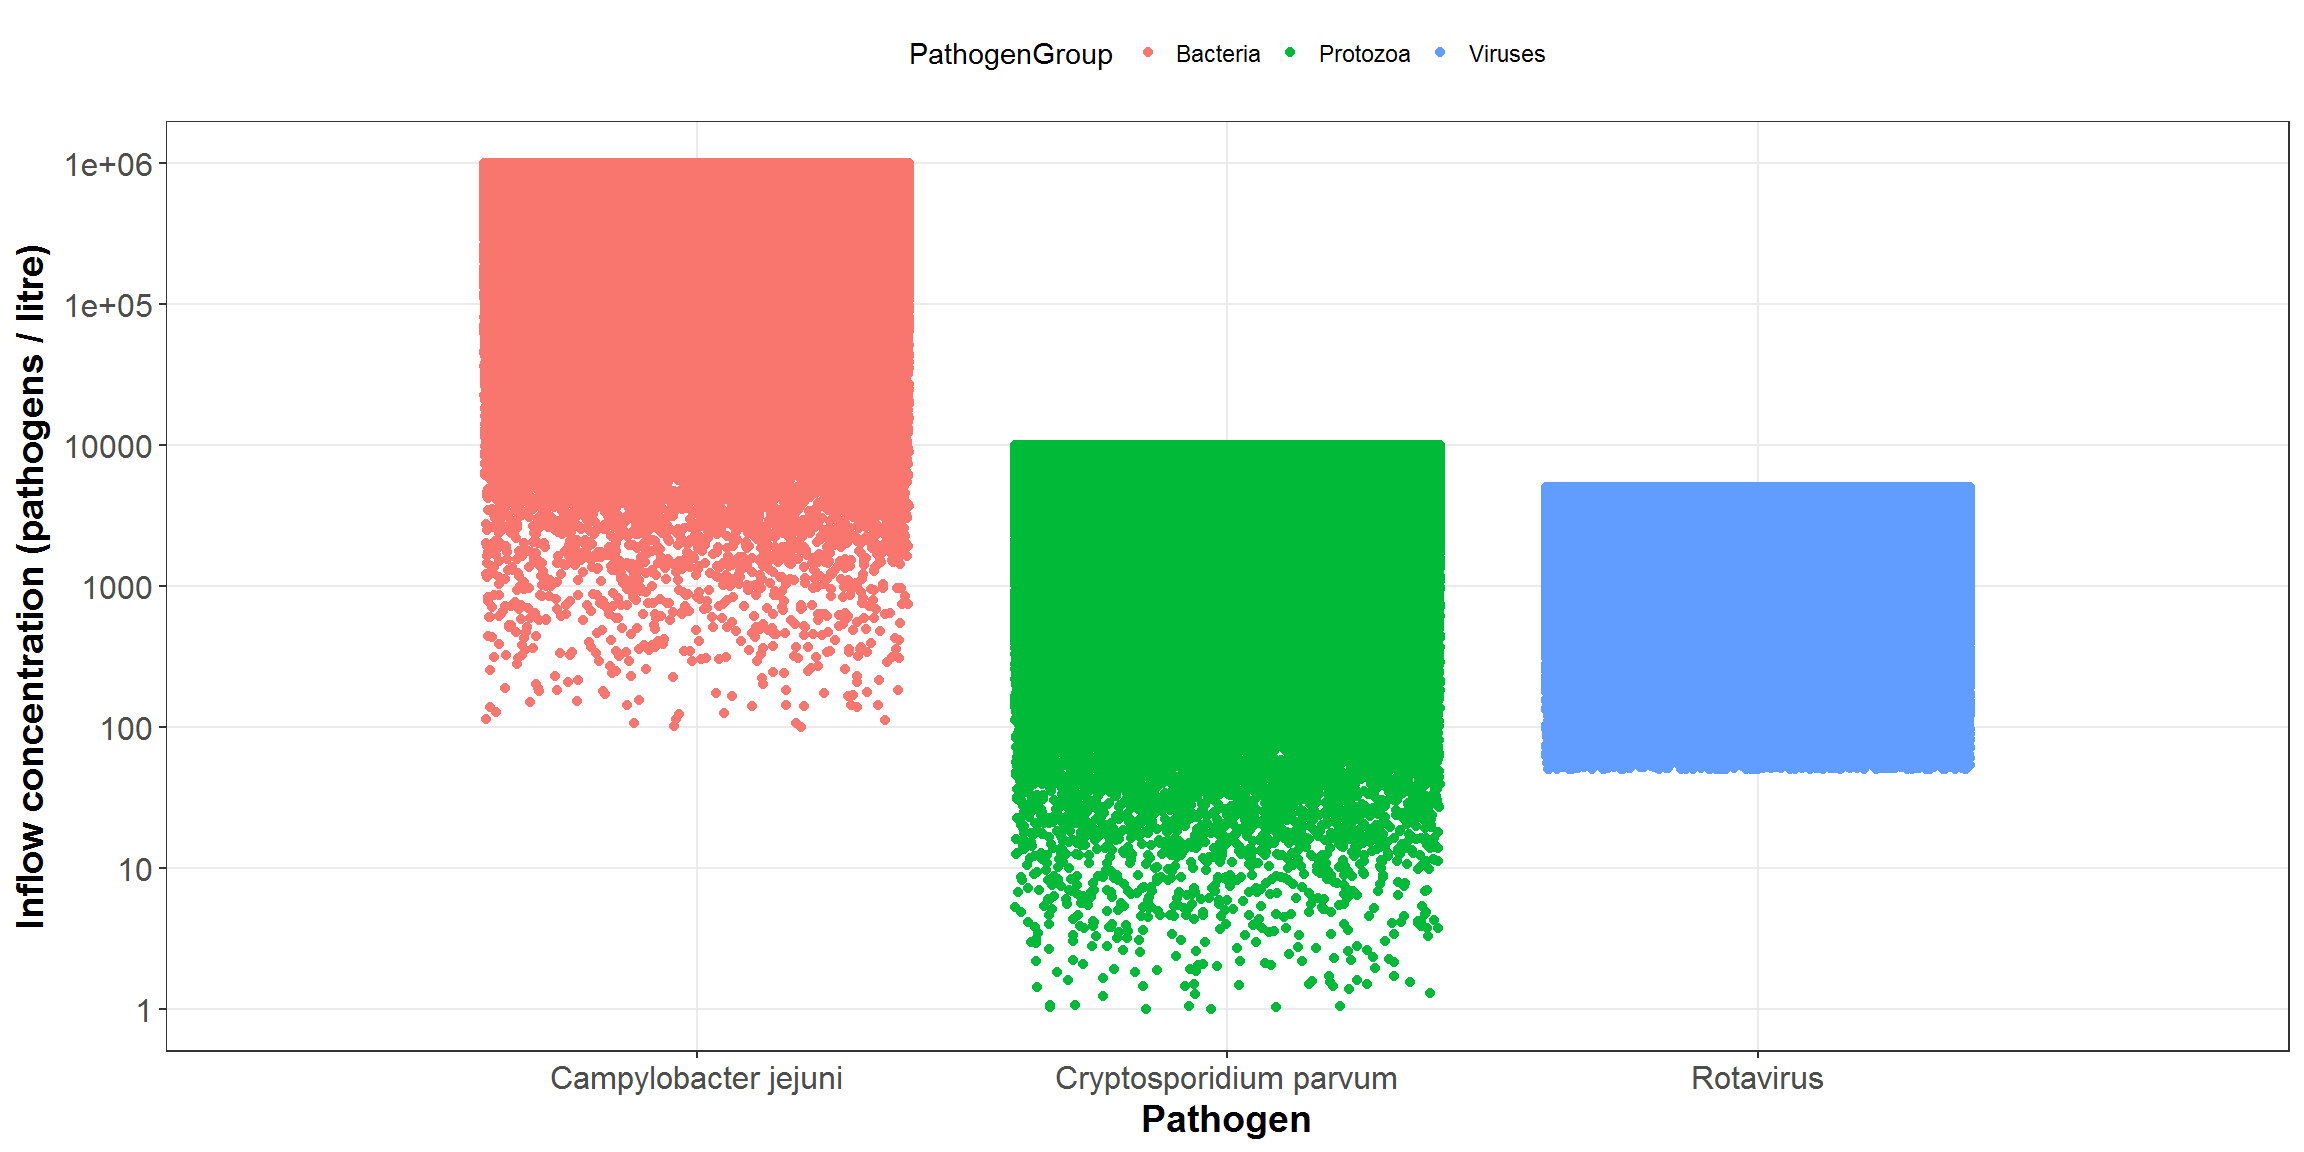 PathogenGroup Bacteria Protozoa Viruses
Inflow concentration (pathogens / litre)
1e+06
1e+05
10000
1000
100
10
1
Campylobacter jejuni Cryptosporidium parvum Rotavirus
Pathogen